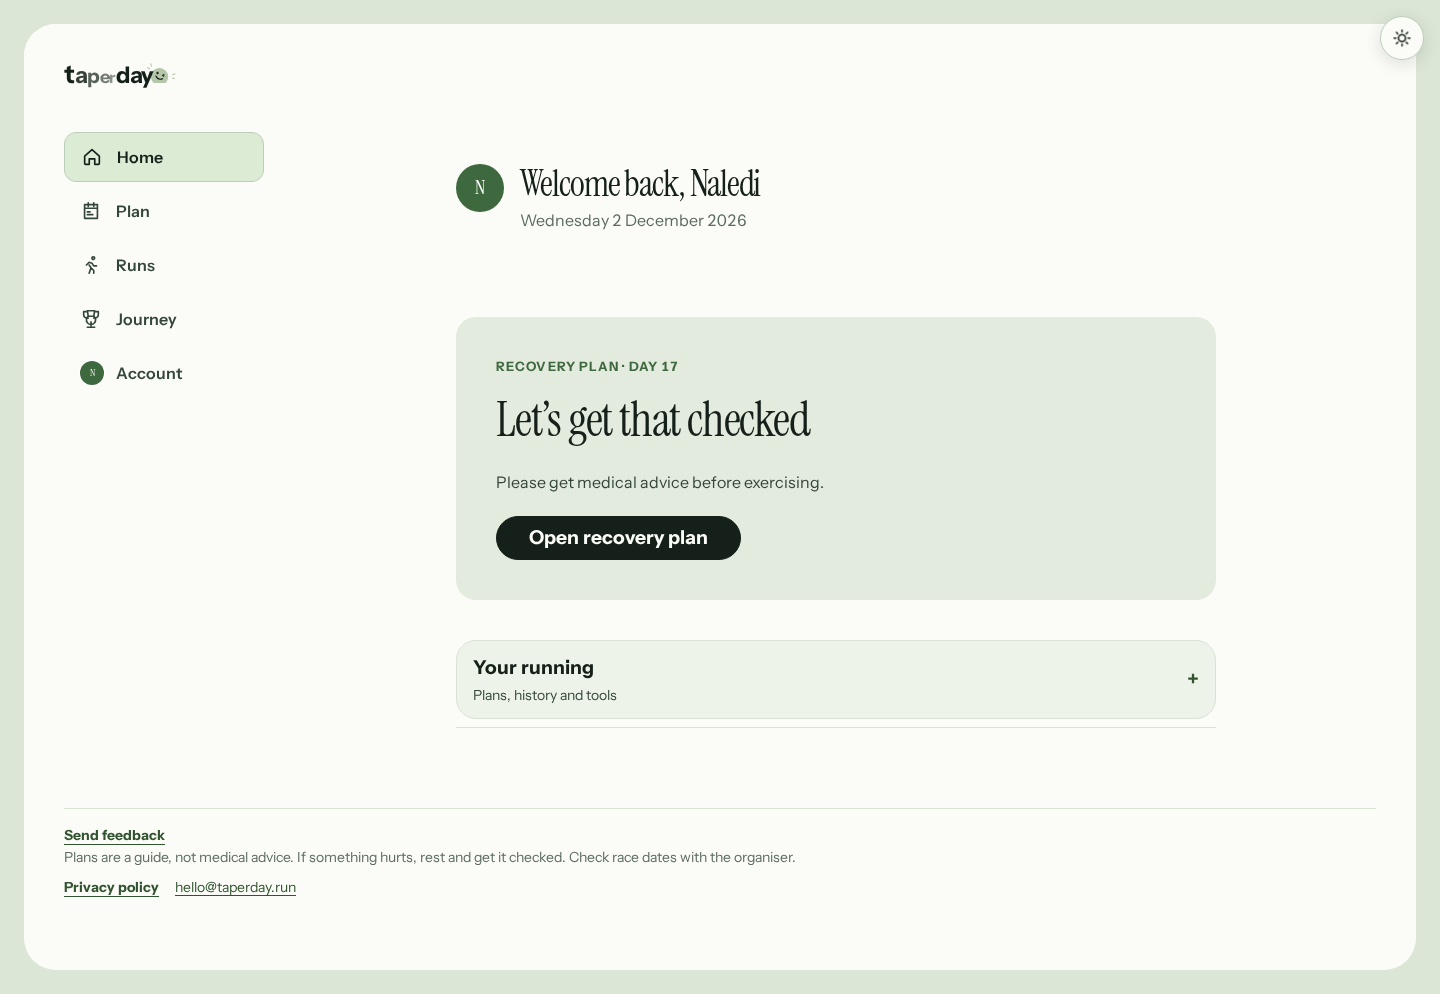 taperday
Home
Plan
Runs
Journey
N Account
N
Welcome back, Naledi
Wednesday 2 December 2026
RECOVERY PLAN · DAY 17
Let’s get that checked
Please get medical advice before exercising.
Open recovery plan
Your running
Plans, history and tools
+
Send feedback
Plans are a guide, not medical advice. If something hurts, rest and get it checked. Check race dates with the organiser.
Privacy policy hello@taperday.run